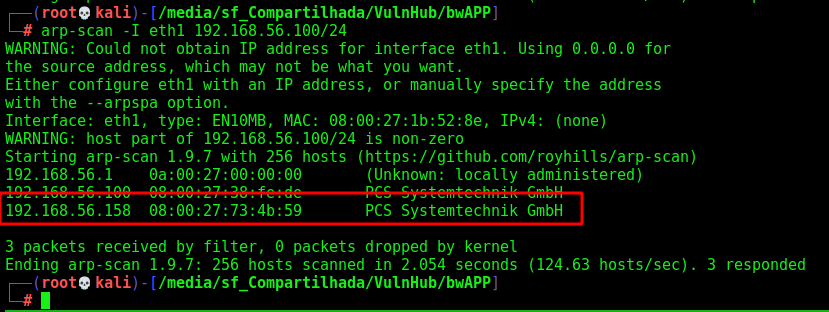 ┌──(root💀kali)-[/media/sf_Compartilhada/VulnHub/bwAPP]
└─# arp-scan -I eth1 192.168.56.100/24
WARNING: Could not obtain IP address for interface eth1. Using 0.0.0.0 for
the source address, which may not be what you want.
Either configure eth1 with an IP address, or manually specify the address
with the --arpspa option.
Interface: eth1, type: EN10MB, MAC: 08:00:27:1b:52:8e, IPv4: (none)
WARNING: host part of 192.168.56.100/24 is non-zero
Starting arp-scan 1.9.7 with 256 hosts (https://github.com/royhills/arp-scan)
192.168.56.1    0a:00:27:00:00:00       (Unknown: locally administered)
192.168.56.100  08:00:27:38:fe:de       PCS Systemtechnik GmbH
192.168.56.158  08:00:27:73:4b:59       PCS Systemtechnik GmbH
3 packets received by filter, 0 packets dropped by kernel
Ending arp-scan 1.9.7: 256 hosts scanned in 2.054 seconds (124.63 hosts/sec). 3 responded
┌──(root💀kali)-[/media/sf_Compartilhada/VulnHub/bwAPP]
└─#